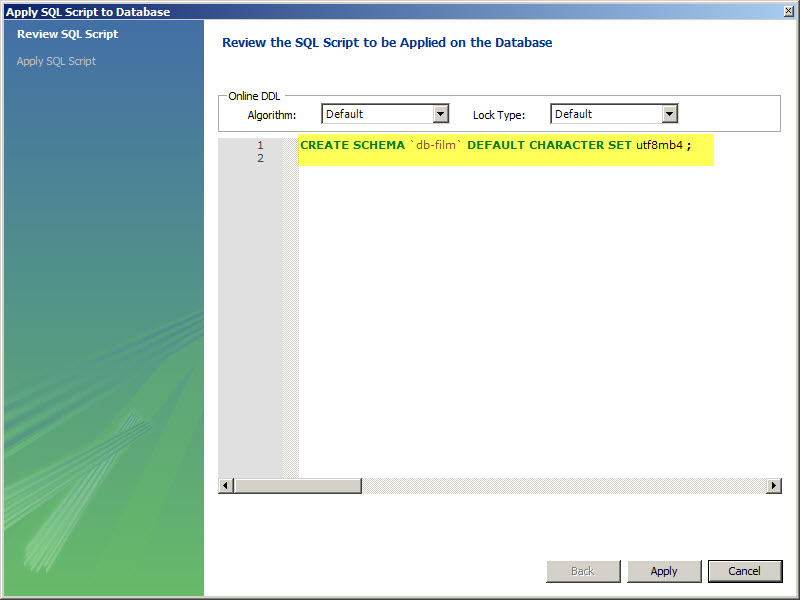 Apply SQL Script to Database
Review SQL Script
Apply SQL Script
Review the SQL Script to be Applied on the Database
Online DDL
Algorithm: Default Lock Type: Default
1 CREATE SCHEMA `db-film` DEFAULT CHARACTER SET utf8mb4 ;
2
Back Apply Cancel